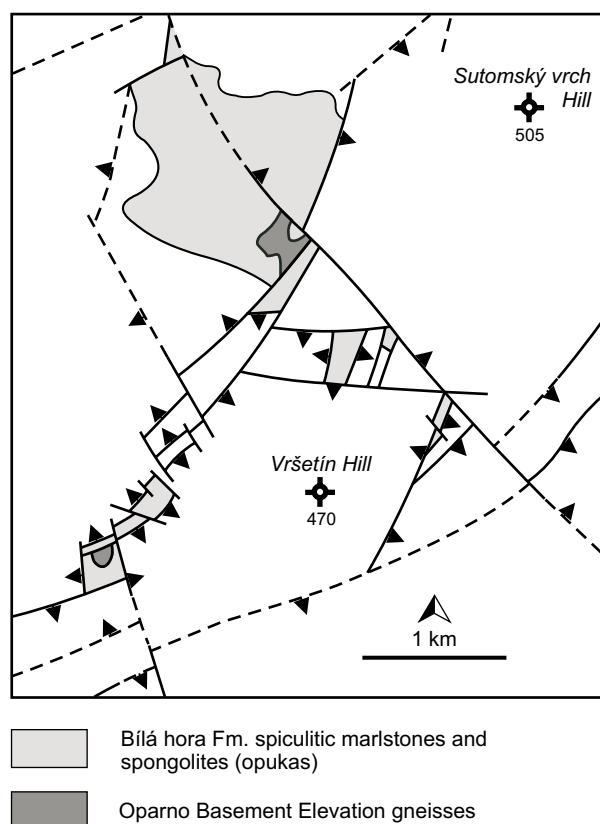 Sutomský vrch
Hill
505
Vršetín Hill
470
1 km
Bílá hora Fm. spiculitic marlstones and
spongolites (opukas)
Oparno Basement Elevation gneisses